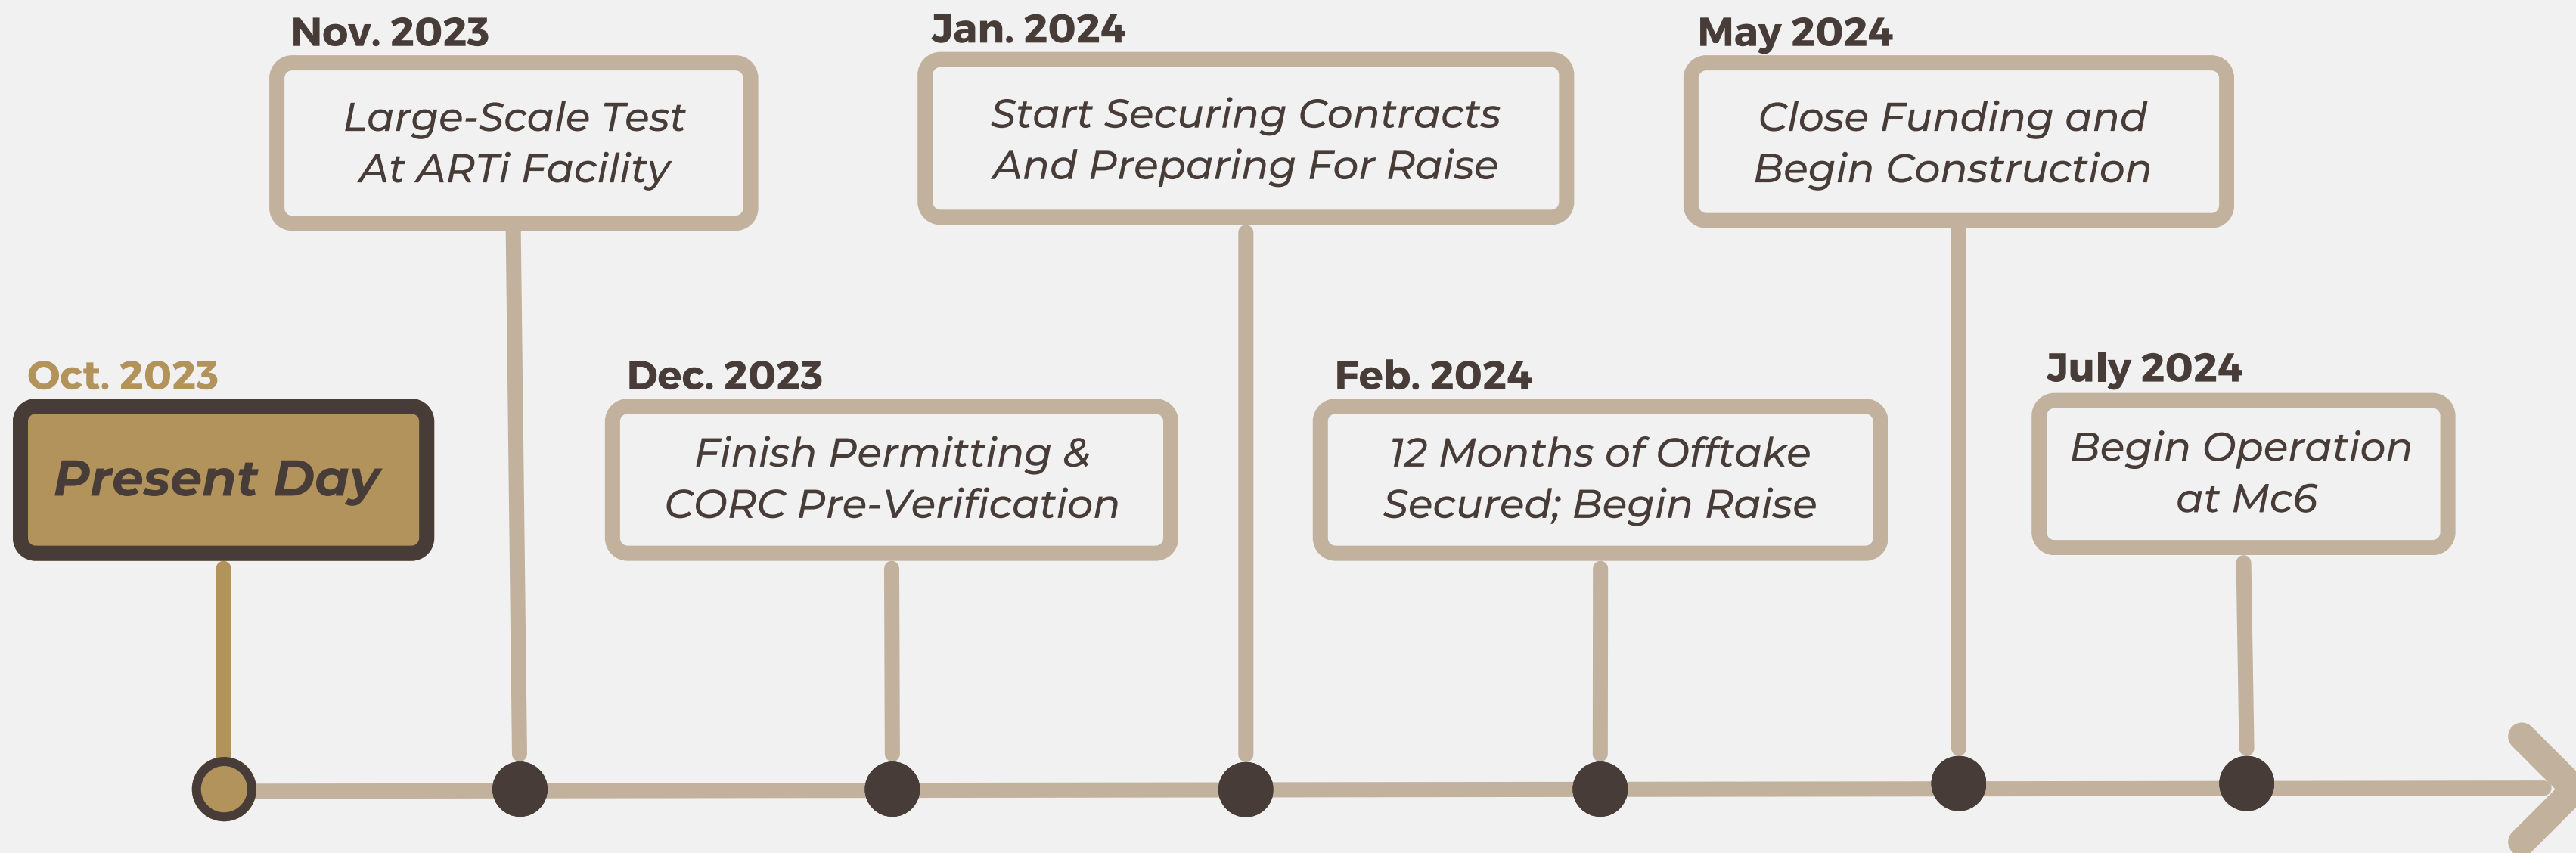 Nov. 2023
Large-Scale Test
At ARTi Facility
Jan. 2024
Start Securing Contracts
And Preparing For Raise
May 2024
Close Funding and
Begin Construction
Oct. 2023
Present Day
Dec. 2023
Finish Permitting &
CORC Pre-Verification
Feb. 2024
12 Months of Offtake
Secured; Begin Raise
July 2024
Begin Operation
at Mc6